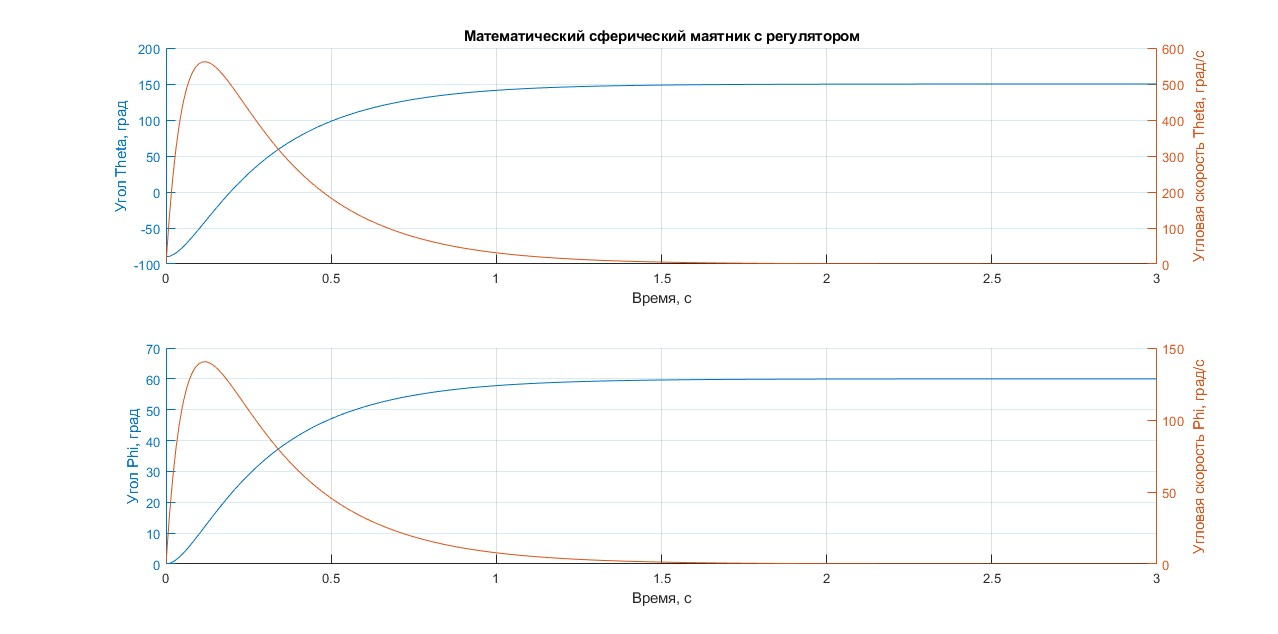 Математический сферический маятник с регулятором
200
150
100
50
0
-50
-100
Угол Theta, град
600
500
400
300
200
100
0
Угловая скорость Theta, град/с
0 0.5 1 1.5 2 2.5 3
Время, с
70
60
50
40
30
20
10
0
Угол Phi, град
150
100
50
0
Угловая скорость Phi, град/с
0 0.5 1 1.5 2 2.5 3
Время, с